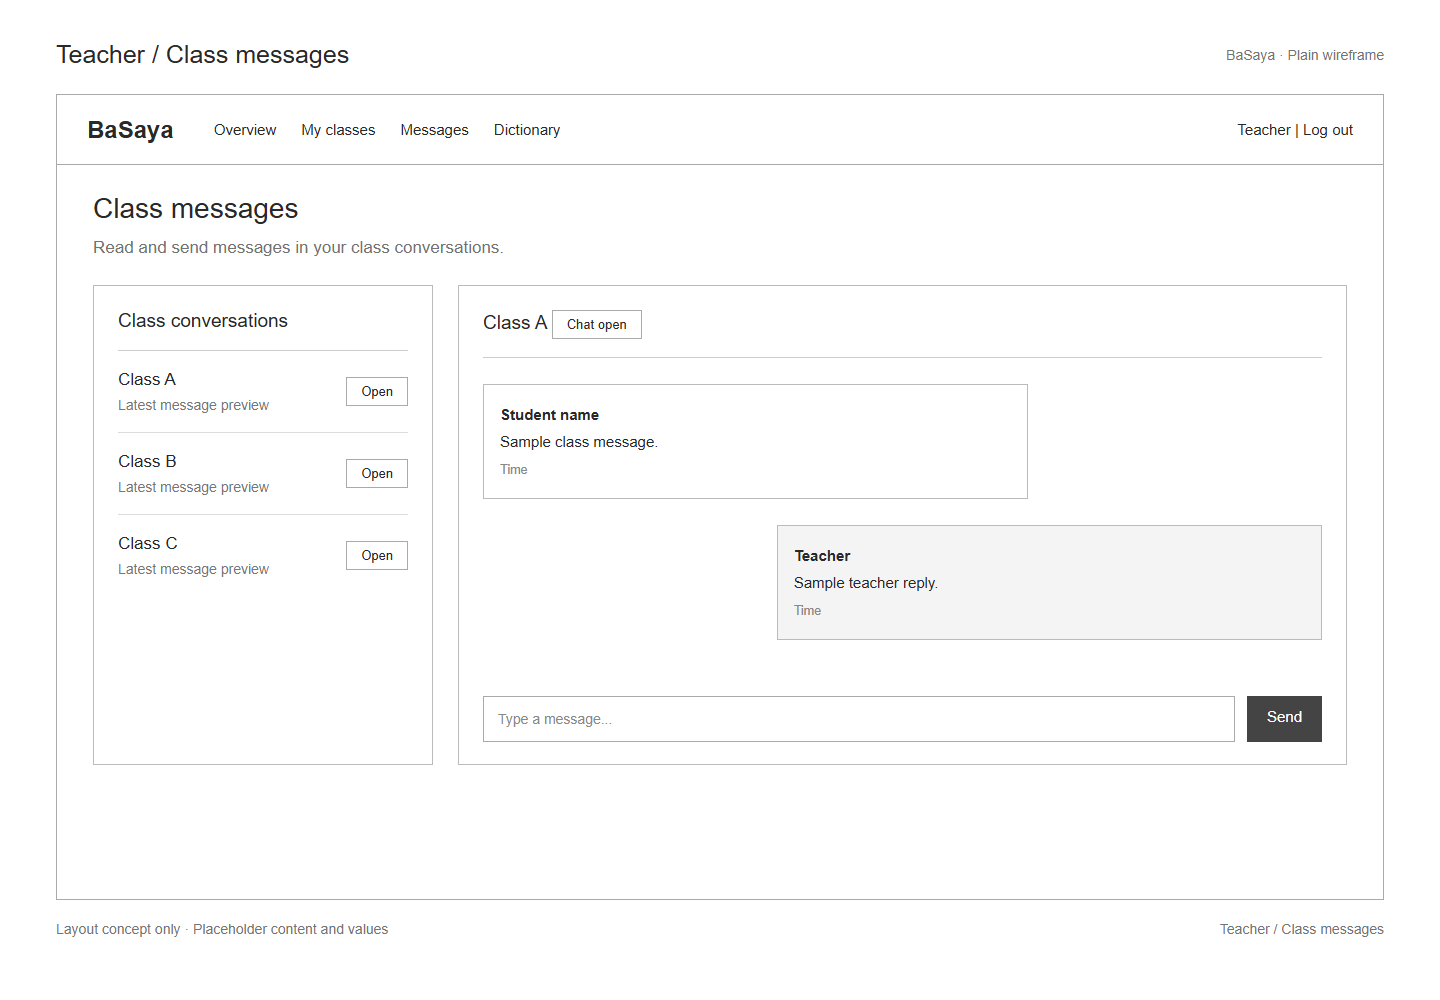 Teacher / Class messages
BaSaya · Plain wireframe
BaSaya Overview My classes Messages Dictionary Teacher | Log out
Class messages
Read and send messages in your class conversations.
Class conversations
Class A
Latest message preview
Open
Class B
Latest message preview
Open
Class C
Latest message preview
Open
Class A Chat open
Student name
Sample class message.
Time
Teacher
Sample teacher reply.
Time
Type a message...
Send
Layout concept only · Placeholder content and values
Teacher / Class messages